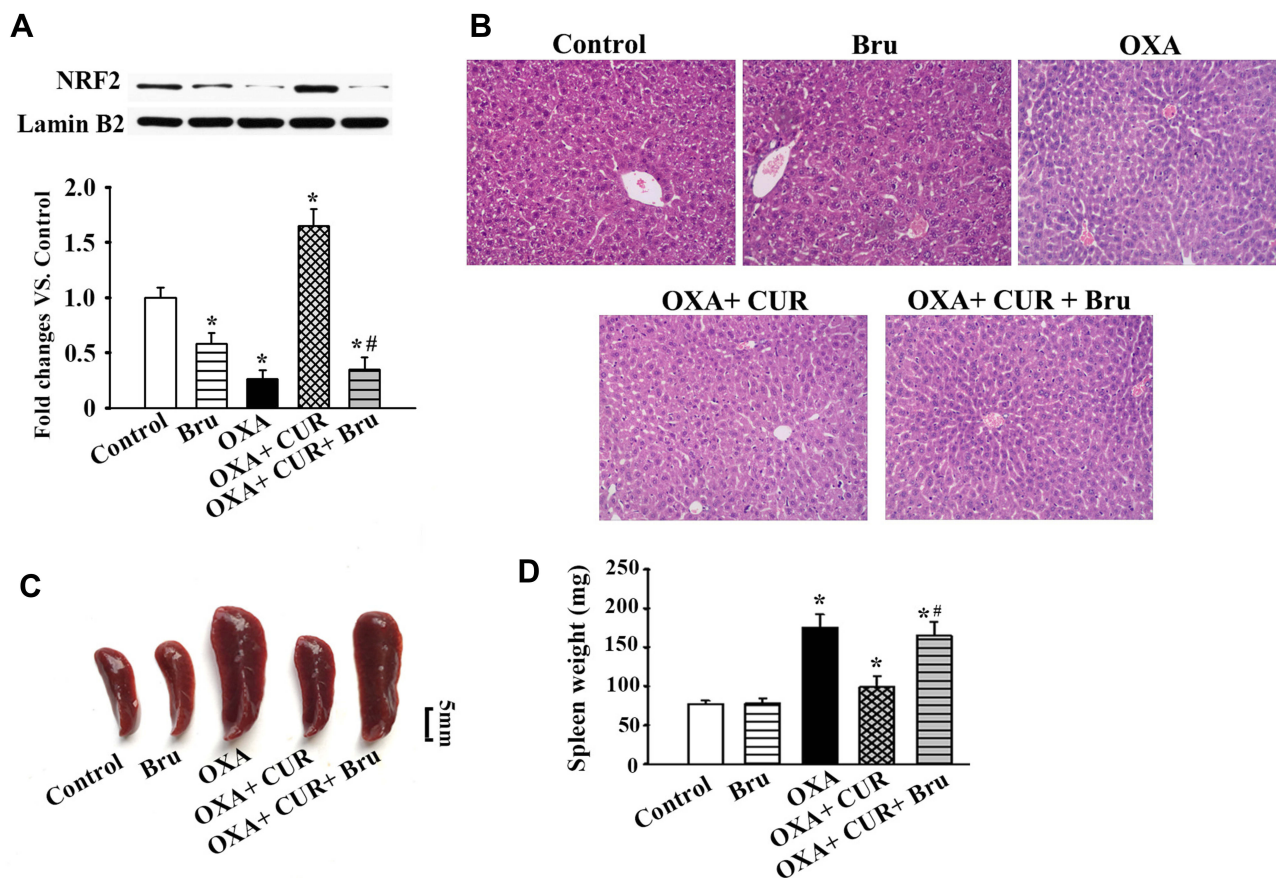 A
NRF2
Lamin B2
Fold changes VS. Control
2.0
*
1.5
1.0
*
0.5
*
*#
0
Control
Bru
OXA
OXA+ CUR
OXA+ CUR+ Bru
B
Control
Bru
OXA
OXA+ CUR
OXA+ CUR + Bru
C
5mm
Control
Bru
OXA
OXA+ CUR
OXA+ CUR+ Bru
D
Spleen weight (mg)
250
200
*
*#
150
*
100
50
0
Control
Bru
OXA
OXA+ CUR
OXA+ CUR+ Bru